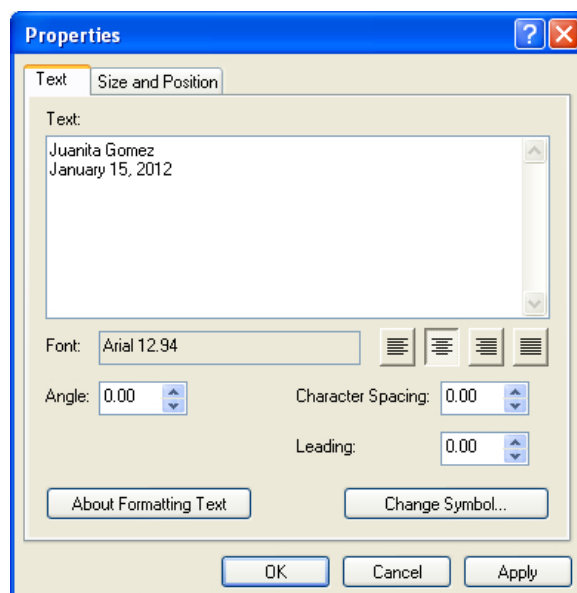 Properties
Text Size and Position
Text:
Juanita Gomez
January 15, 2012
Font: Arial 12.94
Angle: 0.00 Character Spacing: 0.00
Leading: 0.00
About Formatting Text Change Symbol...
OK Cancel Apply